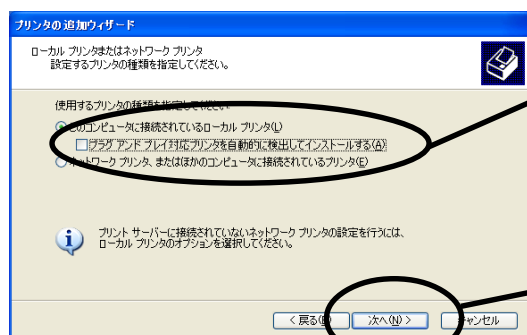 プリンタの追加ウィザード
ローカル プリンタまたはネットワーク プリンタ
設定するプリンタの種類を指定してください。
使用するプリンタの種類を指定してください
このコンピュータに接続されているローカル プリンタ(L)
プラグ アンド プレイ対応プリンタを自動的に検出してインストールする(A)
ネットワーク プリンタ、またはほかのコンピュータに接続されているプリンタ(E)
プリント サーバーに接続されていないネットワーク プリンタの設定を行うには、
ローカル プリンタのオプションを選択してください。
< 戻る(B) 次へ(N) > キャンセル